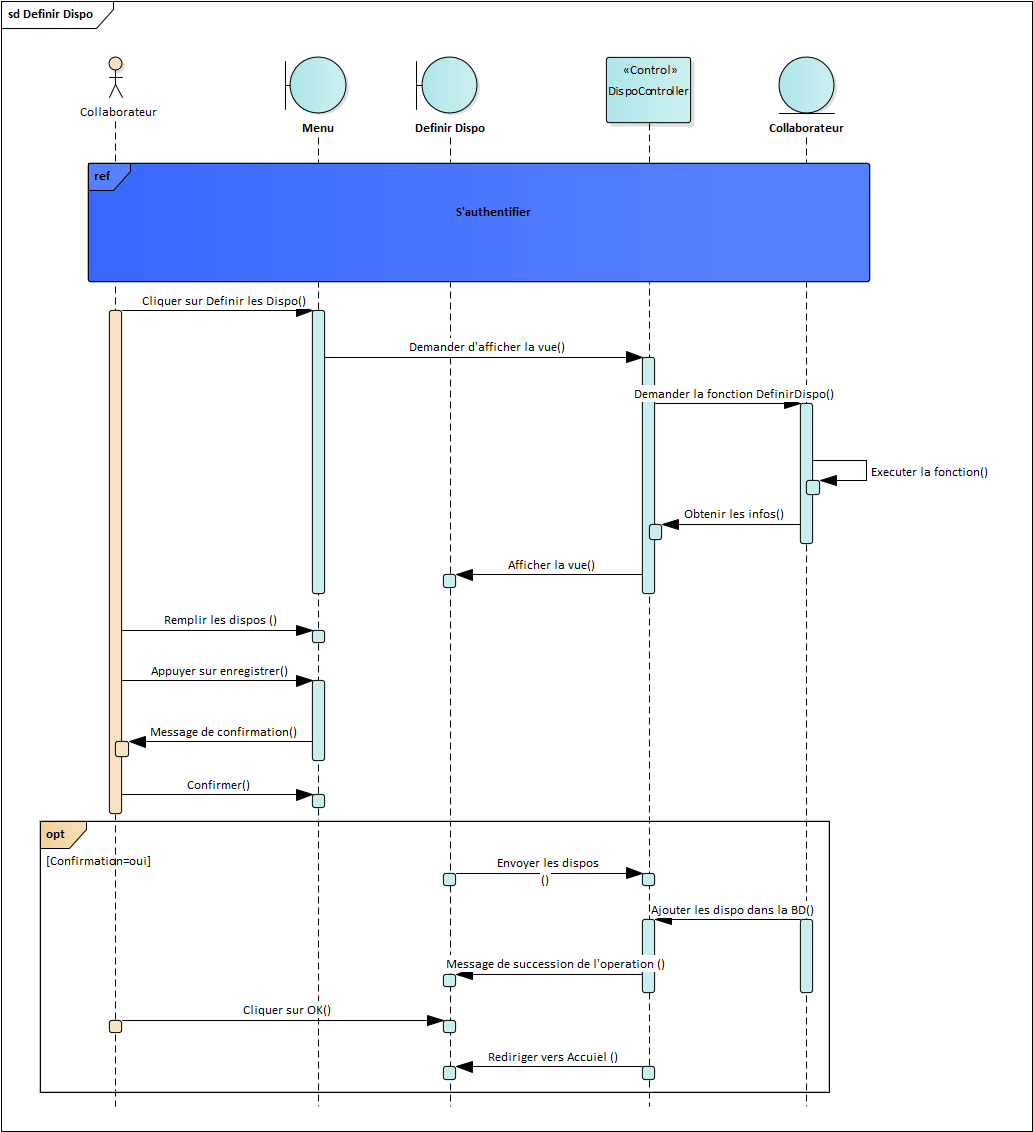 sd Definir Dispo
Collaborateur
Menu
Definir Dispo
«Control»
DispoController
Collaborateur
ref
S'authentifier
Cliquer sur Definir les Dispo()
Demander d'afficher la vue()
Demander la fonction DefinirDispo()
Executer la fonction()
Obtenir les infos()
Afficher la vue()
Remplir les dispos ()
Appuyer sur enregistrer()
Message de confirmation()
Confirmer()
opt
[Confirmation=oui]
Envoyer les dispos
()
Ajouter les dispo dans la BD()
Message de succession de l'operation ()
Cliquer sur OK()
Rediriger vers Accuiel ()